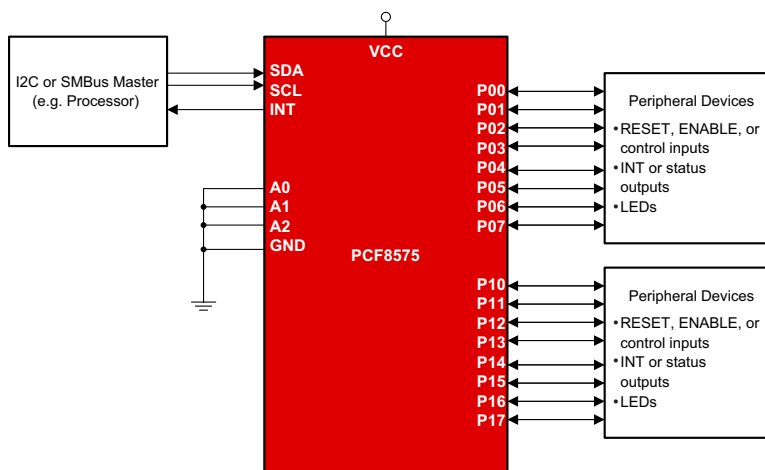 VCC
I2C or SMBus Master
(e.g. Processor)
SDA
SCL
INT
A0
A1
A2
GND
PCF8575
P00
P01
P02
P03
P04
P05
P06
P07
P10
P11
P12
P13
P14
P15
P16
P17
Peripheral Devices
• RESET, ENABLE, or
control inputs
• INT or status
outputs
• LEDs
Peripheral Devices
• RESET, ENABLE, or
control inputs
• INT or status
outputs
• LEDs